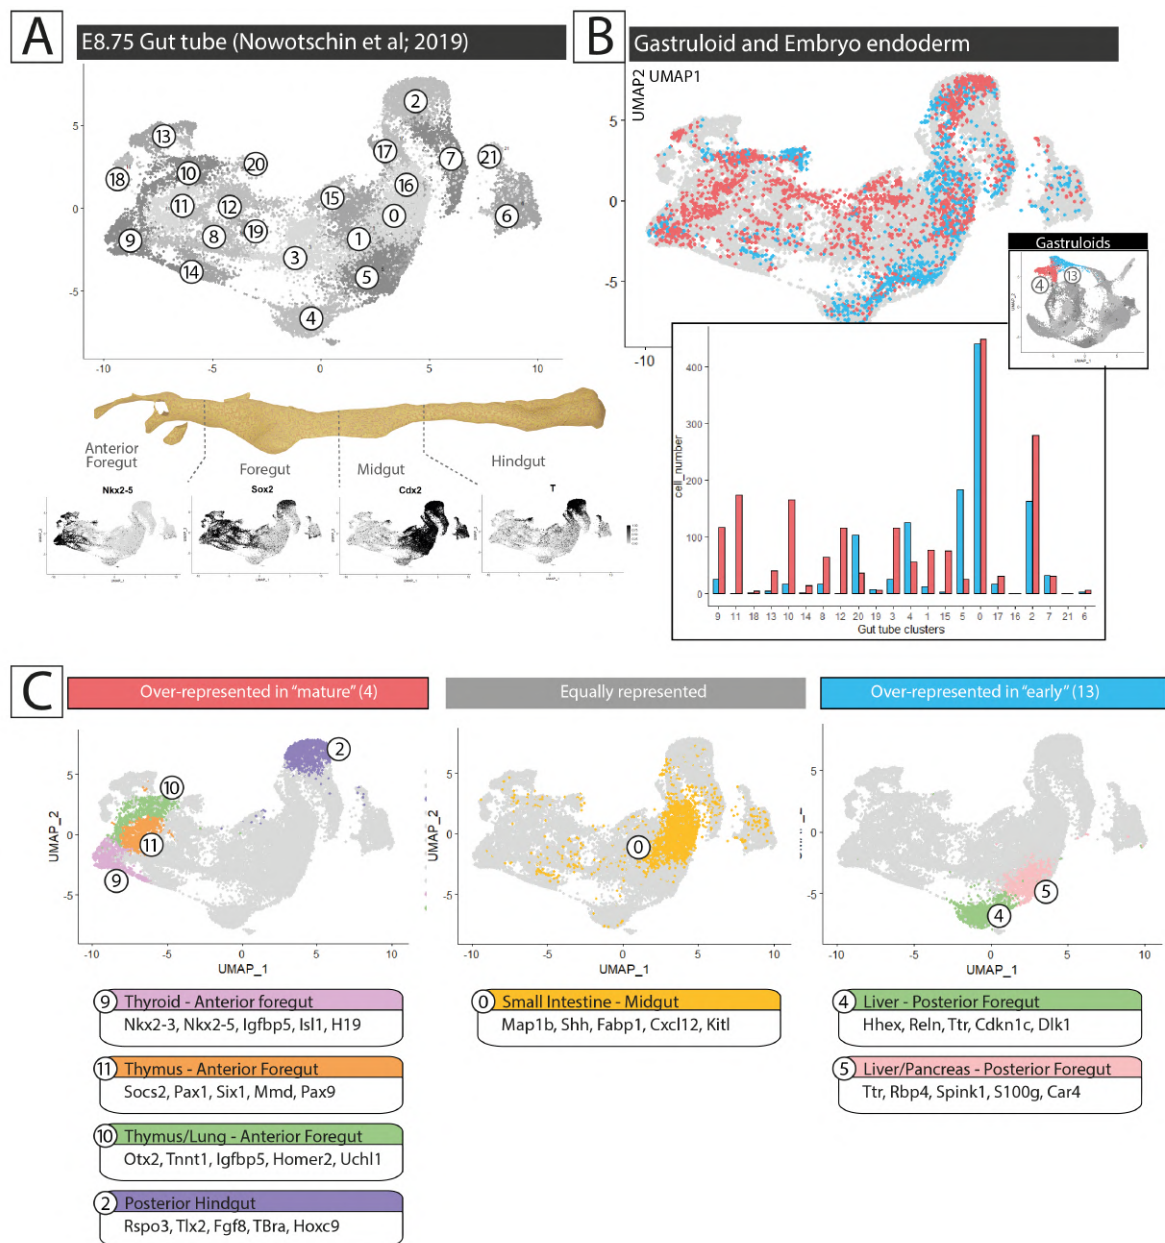 A
E8.75 Gut tube (Nowotschin et al; 2019)
5
0
-5
-10
-5
0
5
10
13
18
10
20
11
12
9
8
19
14
3
4
15
1
5
0
16
17
2
7
21
6
Anterior
Foregut
Foregut
Midgut
Hindgut
Nkx2-5
Sox2
Cdx2
T
B
Gastruloid and Embryo endoderm
UMAP2
UMAP1
5
0
-5
-10
Gastruloids
4
13
UMAP_1
cell_number
400
300
200
100
0
9 11 18 13 10 14 8 12 20 19 3 4 1 15 5 0 17 16 2 7 21 6
Gut tube clusters
C
Over-represented in "mature" (4)
Equally represented
Over-represented in "early" (13)
UMAP_2
5
0
-5
-10
-5
0
5
10
UMAP_1
2
10
11
9
UMAP_2
5
0
-5
-10
-5
0
5
10
UMAP_1
0
5
0
-5
-10
-5
0
5
10
UMAP_1
4
5
9 Thyroid - Anterior foregut
Nkx2-3, Nkx2-5, Igfbp5, Isl1, H19
11 Thymus - Anterior Foregut
Socs2, Pax1, Six1, Mmd, Pax9
10 Thymus/Lung - Anterior Foregut
Otx2, Tnnt1, Igfbp5, Homer2, Uchl1
2 Posterior Hindgut
Rspo3, Tlx2, Fgf8, TBra, Hoxc9
0 Small Intestine - Midgut
Map1b, Shh, Fabp1, Cxcl12, Kitl
4 Liver - Posterior Foregut
Hhex, Reln, Ttr, Cdkn1c, Dlk1
5 Liver/Pancreas - Posterior Foregut
Ttr, Rbp4, Spink1, S100g, Car4